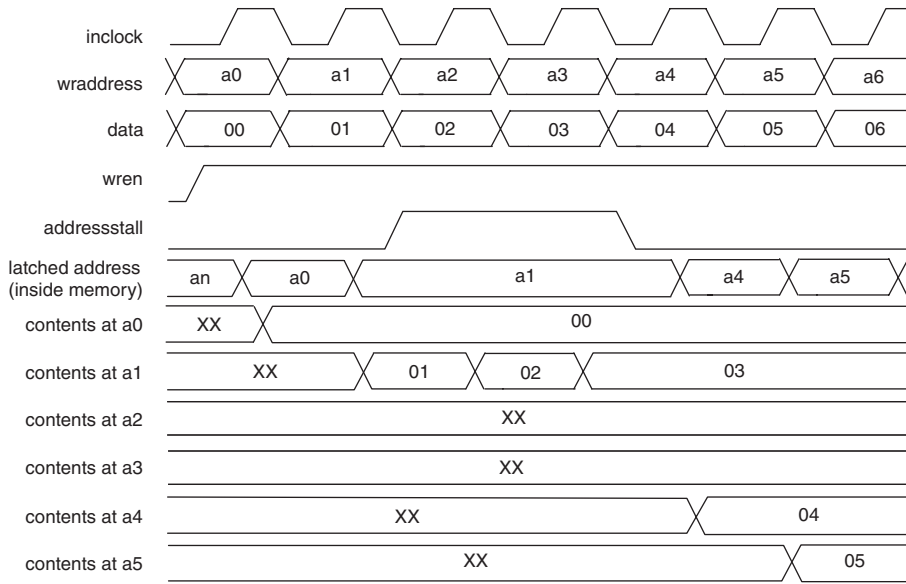 inclock
wraddress a0 a1 a2 a3 a4 a5 a6
data 00 01 02 03 04 05 06
wren
addressstall
latched address
(inside memory) an a0 a1 a4 a5
contents at a0 XX 00
contents at a1 XX 01 02 03
contents at a2 XX
contents at a3 XX
contents at a4 XX 04
contents at a5 XX 05